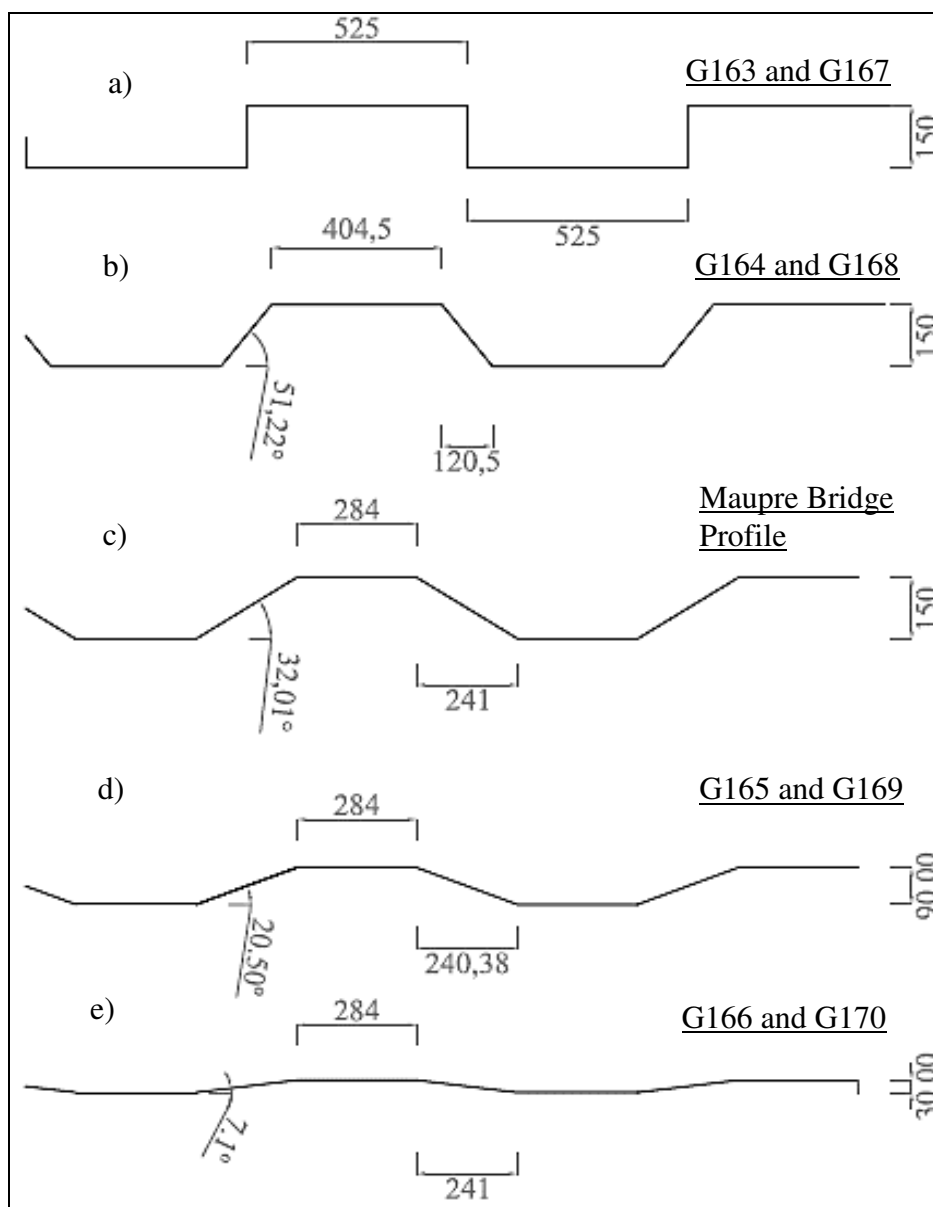 525
a)
G163 and G167
150
525
404,5
b)
G164 and G168
150
51,22°
120,5
284
c)
Maupre Bridge
Profile
150
32,01°
241
d)
G165 and G169
284
90.00
20.50°
240,38
e)
284
G166 and G170
30.00
7.1°
241